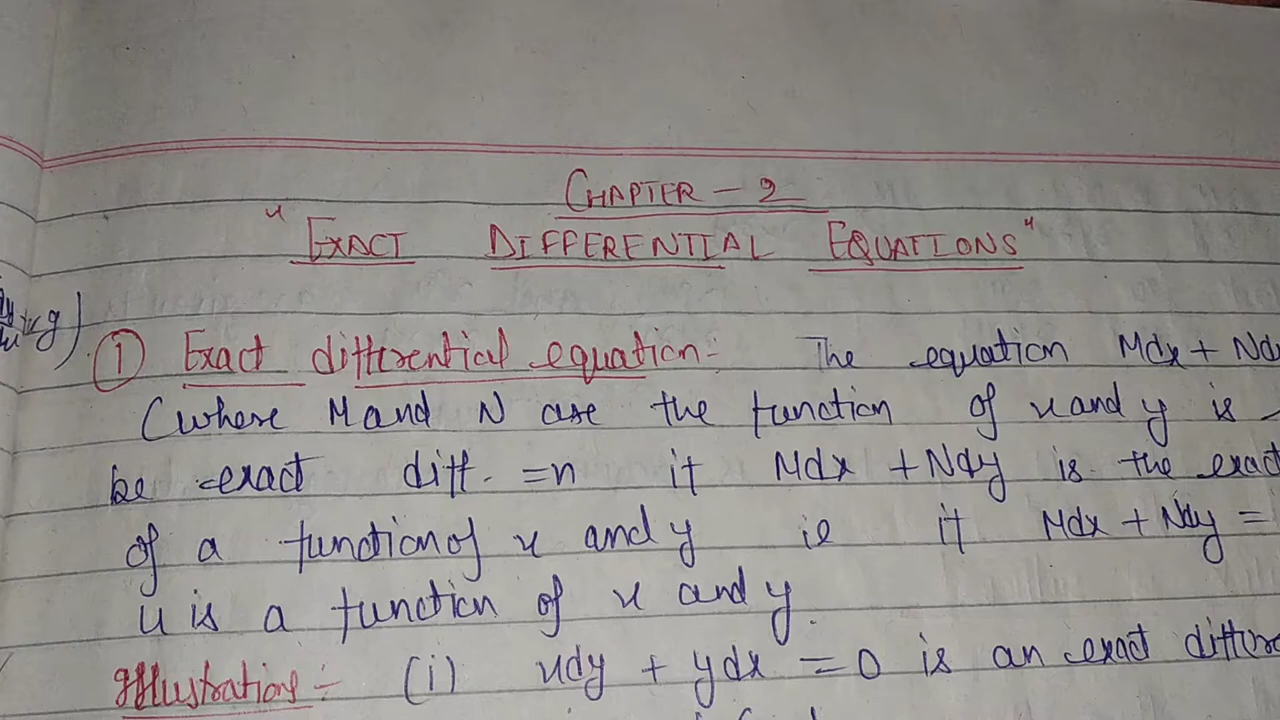 CHAPTER - 2
"EXACT DIFFERENTIAL EQUATIONS"
① Exact differential equation:- The equation Mdx + Nd
(where M and N are the function of x and y is
be exact diff. =n if Mdx + Ndy is the exact
of a function of x and y ie if Mdx + Ndy =
u is a function of x and y.
Illustrations:- (i) xdy + ydx = 0 is an exact differ